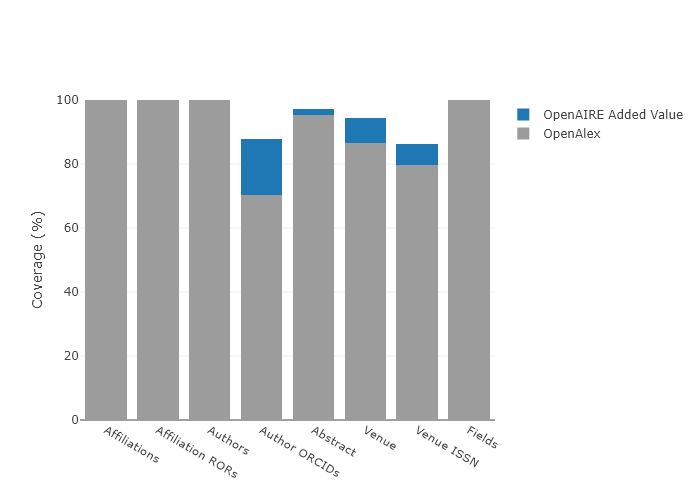 100
80
60
40
20
0
Coverage (%)
Affiliations
Affiliation RORs
Authors
Author ORCIDs
Abstract
Venue
Venue ISSN
Fields
OpenAIRE Added Value
OpenAlex